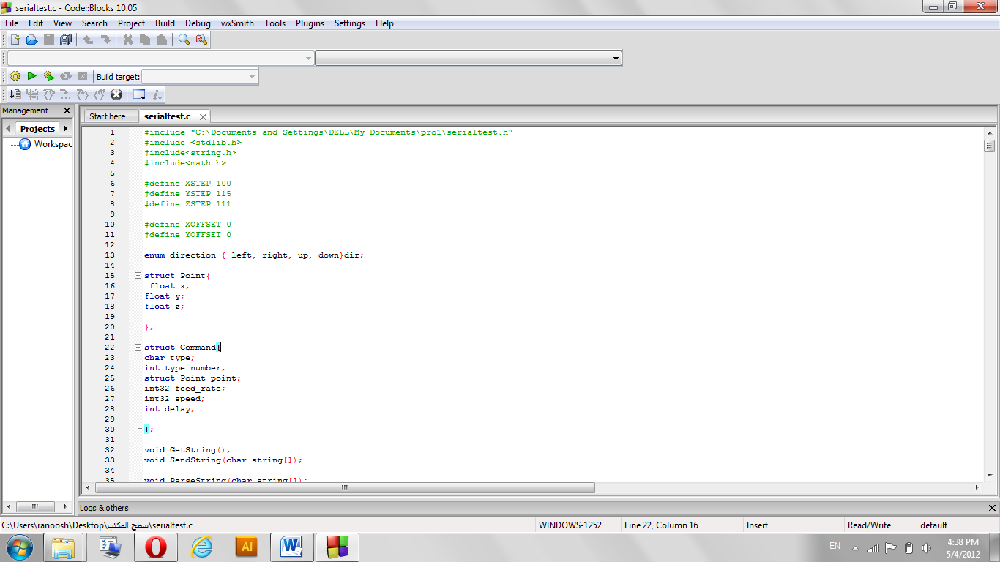 serialtest.c - Code::Blocks 10.05
File Edit View Search Project Build Debug wxSmith Tools Plugins Settings Help
Build target:
Management
Start here serialtest.c
Projects
Workspac
1 #include "C:\Documents and Settings\DELL\My Documents\pro1\serialtest.h"
2 #include <stdlib.h>
3 #include<string.h>
4 #include<math.h>
5
6 #define XSTEP 100
7 #define YSTEP 115
8 #define ZSTEP 111
9
10 #define XOFFSET 0
11 #define YOFFSET 0
12
13 enum direction { left, right, up, down}dir;
14
15 struct Point{
16 float x;
17 float y;
18 float z;
19
20 };
21
22 struct Command{
23 char type;
24 int type_number;
25 struct Point point;
26 int32 feed_rate;
27 int32 speed;
28 int delay;
29
30 };
31
32 void GetString();
33 void SendString(char string[]);
34
35 void ParseString(char string[]);
Logs & others
C:\Users\ranoosh\Desktop\سطح المكتب\serialtest.c WINDOWS-1252 Line 22, Column 16 Insert Read/Write default
Ai W EN 4:38 PM
5/4/2012